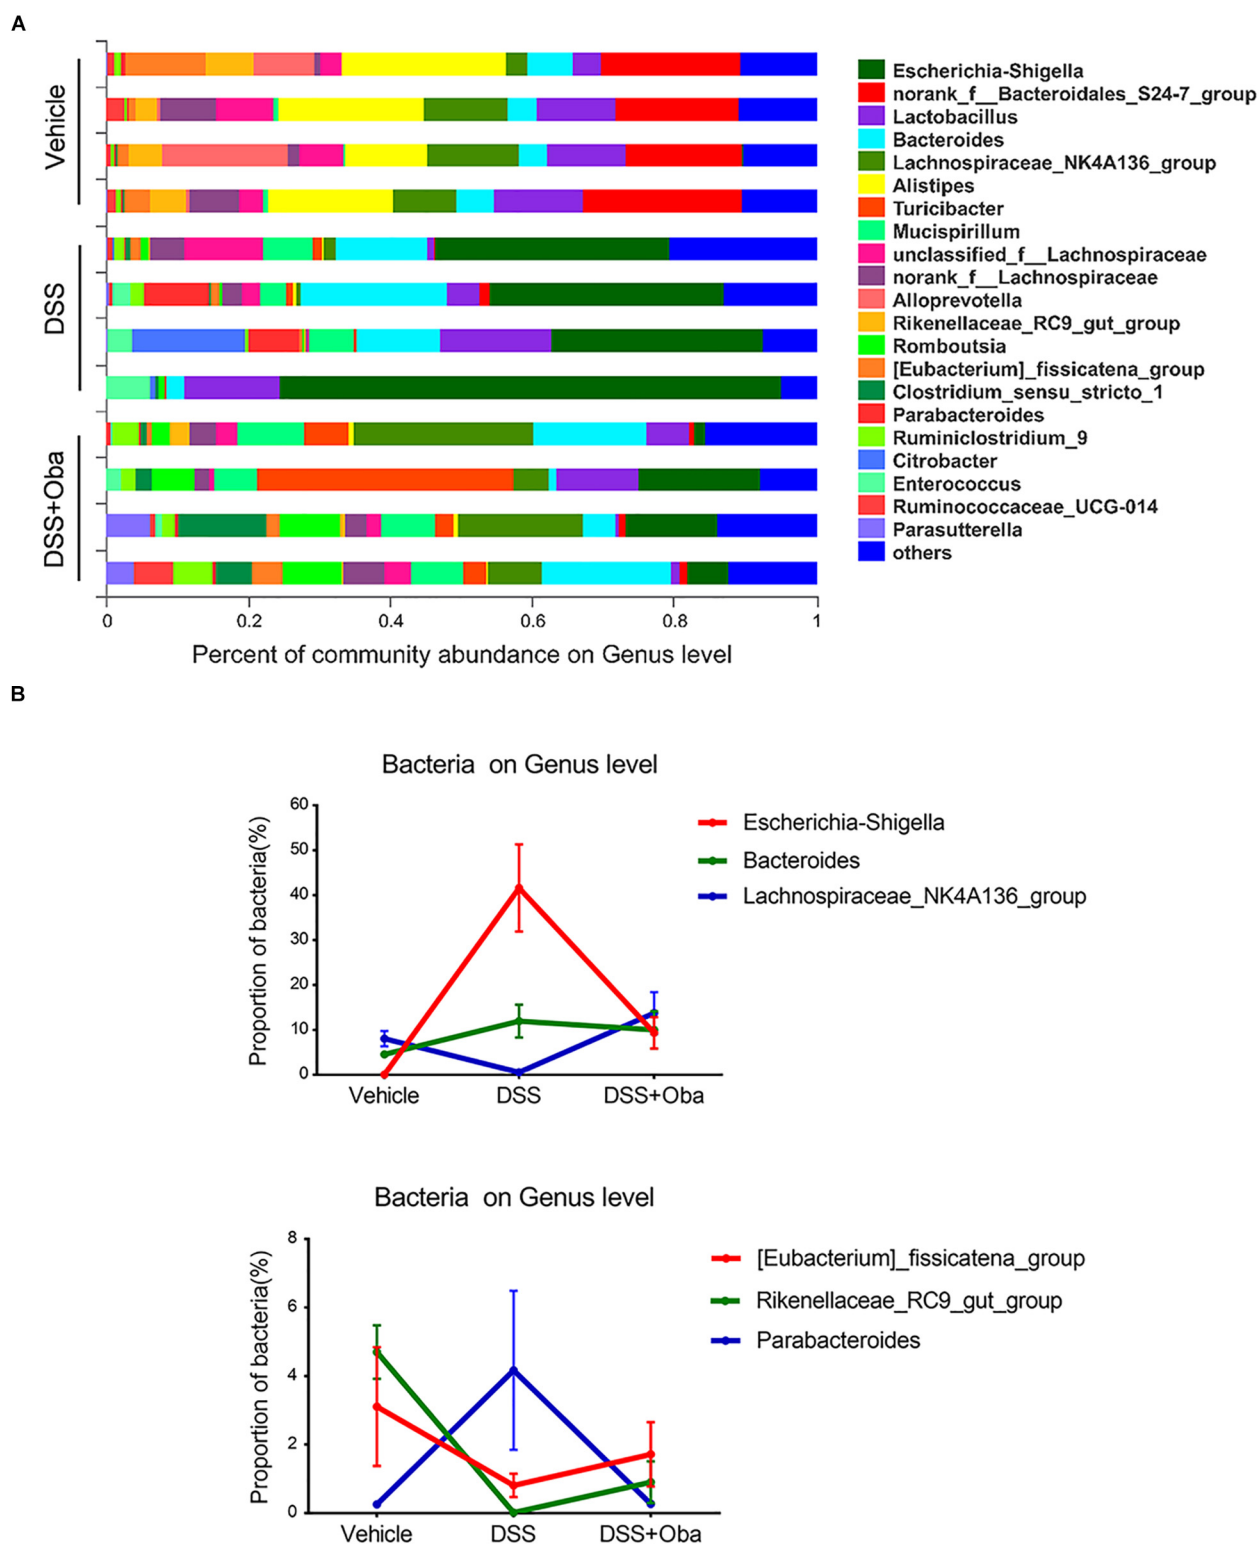 A
Vehicle
DSS
DSS+Oba
Escherichia-Shigella
norank_f__Bacteroidales_S24-7_group
Lactobacillus
Bacteroides
Lachnospiraceae_NK4A136_group
Alistipes
Turicibacter
Mucispirillum
unclassified_f__Lachnospiraceae
norank_f__Lachnospiraceae
Alloprevotella
Rikenellaceae_RC9_gut_group
Romboutsia
[Eubacterium]_fissicatena_group
Clostridium_sensu_stricto_1
Parabacteroides
Ruminiclostridium_9
Citrobacter
Enterococcus
Ruminococcaceae_UCG-014
Parasutterella
others
0 0.2 0.4 0.6 0.8 1
Percent of community abundance on Genus level
B
Bacteria on Genus level
Proportion of bacteria(%)
60
50
40
30
20
10
0
Vehicle DSS DSS+Oba
Escherichia-Shigella
Bacteroides
Lachnospiraceae_NK4A136_group
Bacteria on Genus level
Proportion of bacteria(%)
8
6
4
2
0
Vehicle DSS DSS+Oba
[Eubacterium]_fissicatena_group
Rikenellaceae_RC9_gut_group
Parabacteroides